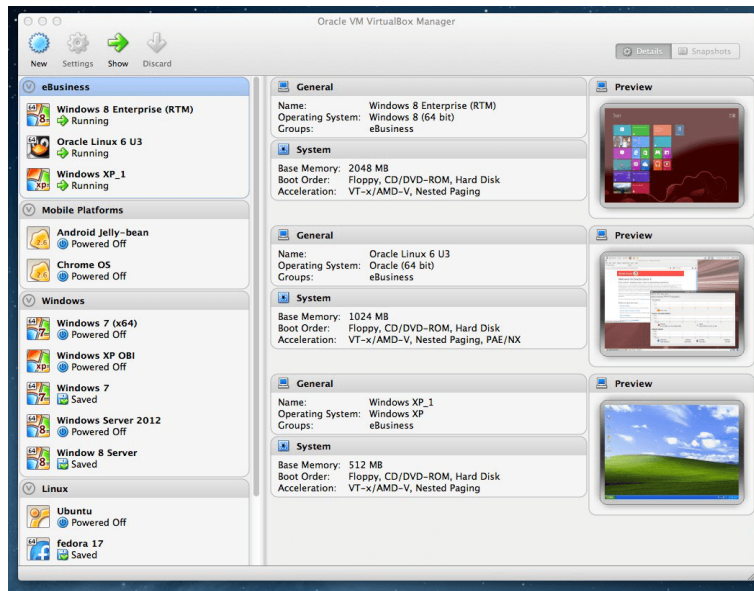 Oracle VM VirtualBox Manager
New Settings Show Discard
Details Snapshots
eBusiness
Windows 8 Enterprise (RTM)
Running
Oracle Linux 6 U3
Running
Windows XP_1
Running
Mobile Platforms
Android Jelly-bean
Powered Off
Chrome OS
Powered Off
Windows
Windows 7 (x64)
Powered Off
Windows XP OBI
Powered Off
Windows 7
Saved
Windows Server 2012
Powered Off
Window 8 Server
Saved
Linux
Ubuntu
Powered Off
fedora 17
Saved
General
Name: Windows 8 Enterprise (RTM)
Operating System: Windows 8 (64 bit)
Groups: eBusiness
System
Base Memory: 2048 MB
Boot Order: Floppy, CD/DVD-ROM, Hard Disk
Acceleration: VT-x/AMD-V, Nested Paging
Preview
Start
General
Name: Oracle Linux 6 U3
Operating System: Oracle (64 bit)
Groups: eBusiness
System
Base Memory: 1024 MB
Boot Order: Floppy, CD/DVD-ROM, Hard Disk
Acceleration: VT-x/AMD-V, Nested Paging, PAE/NX
Preview
General
Name: Windows XP_1
Operating System: Windows XP
Groups: eBusiness
System
Base Memory: 512 MB
Boot Order: Floppy, CD/DVD-ROM, Hard Disk
Acceleration: VT-x/AMD-V, Nested Paging
Preview